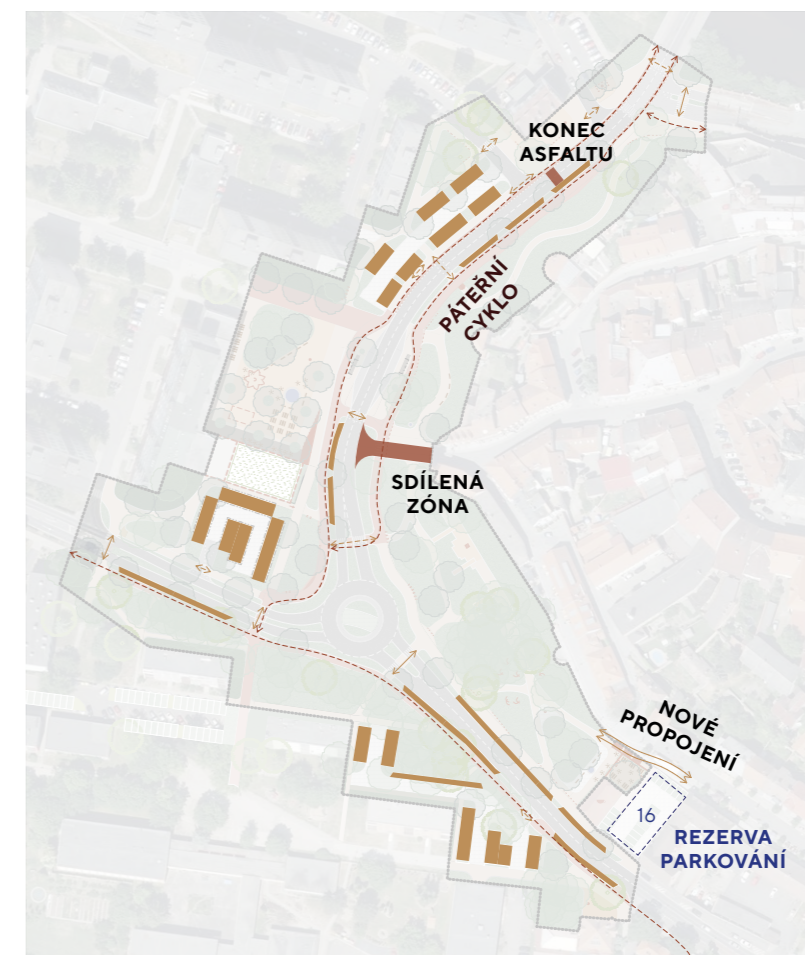 KONEC
ASFALTU
PÁTEŘNÍ
CYKLO
SDÍLENÁ
ZÓNA
NOVÉ
PROPOJENÍ
16
REZERVA
PARKOVÁNÍ